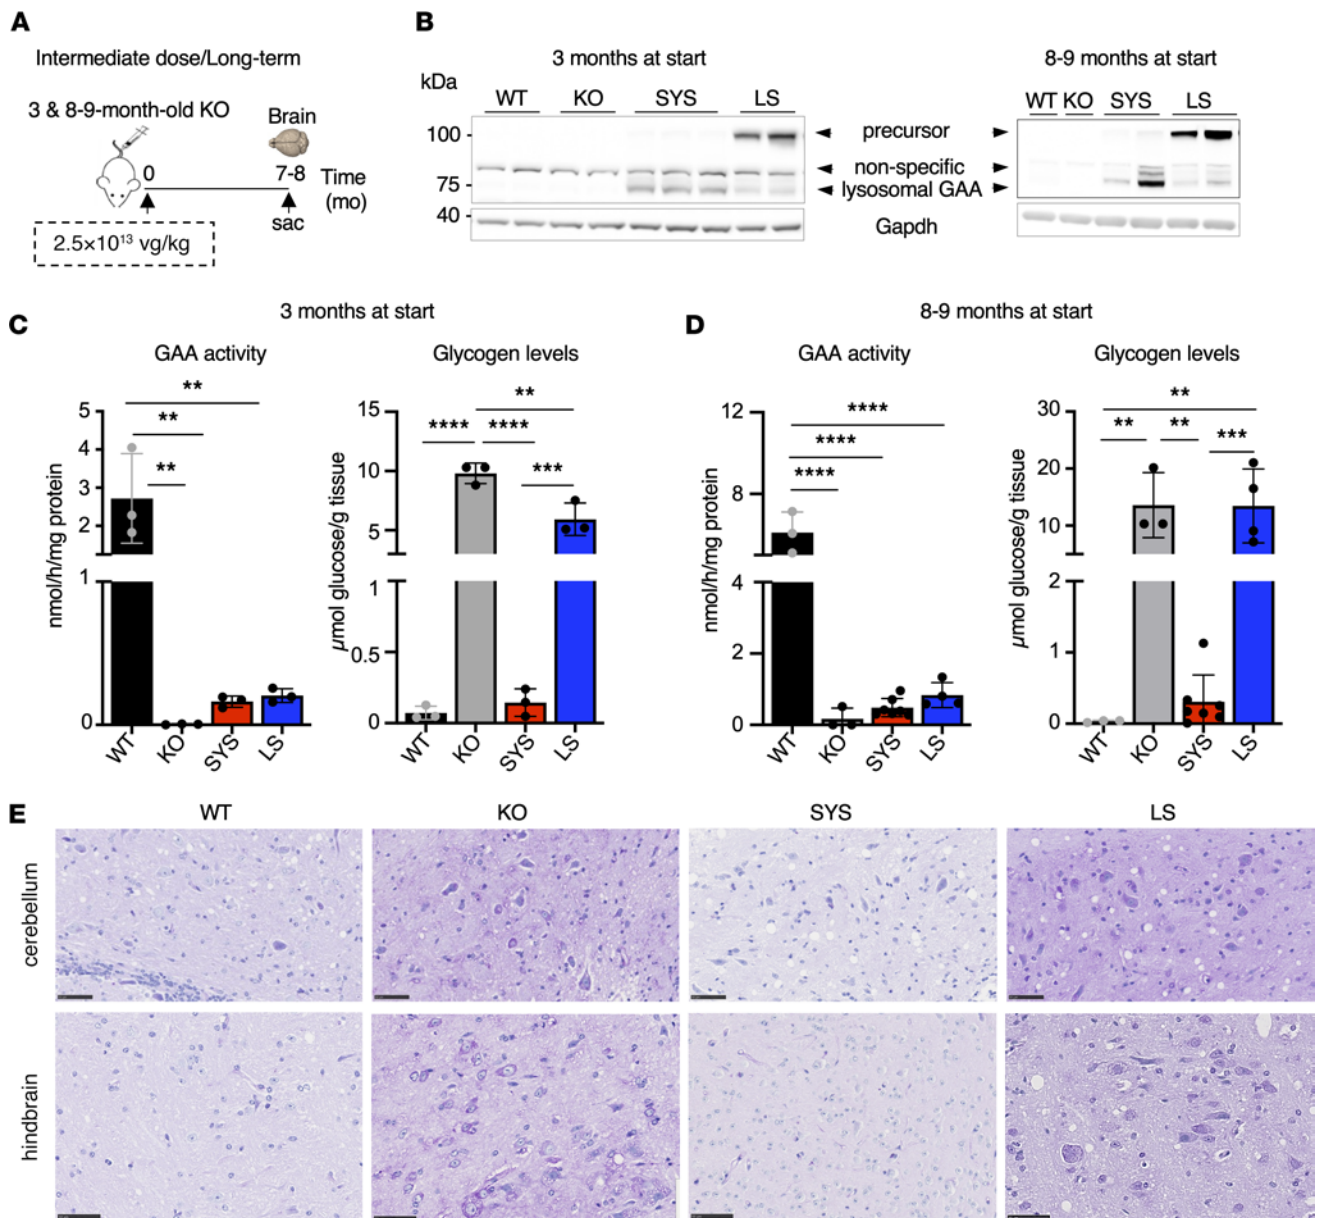 A
Intermediate dose/Long-term
3 & 8-9-month-old KO
Brain
0
7-8
Time
(mo)
sac
2.5×10¹³ vg/kg
B
3 months at start
8-9 months at start
kDa
WT KO SYS LS
WT KO SYS LS
100
precursor
non-specific
75
lysosomal GAA
40
Gapdh
C
3 months at start
GAA activity
Glycogen levels
nmol/h/mg protein
5
4
3
2
1
0
**
**
**
WT KO SYS LS
µmol glucose/g tissue
15
10
5
1
0.5
0
**
**** ****
***
WT KO SYS LS
D
8-9 months at start
GAA activity
Glycogen levels
nmol/h/mg protein
12
8
4
2
0
****
****
****
WT KO SYS LS
µmol glucose/g tissue
30
20
10
2
1
0
**
** **
***
WT KO SYS LS
E
WT KO SYS LS
cerebellum
hindbrain